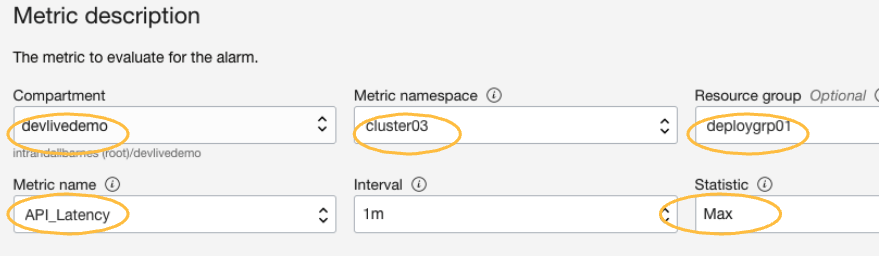 Metric description
The metric to evaluate for the alarm.
Compartment
devlivedemo
intrandallbarnes (root)/devlivedemo
Metric namespace
cluster03
Resource group Optional
deploygrp01
Metric name
API_Latency
Interval
1m
Statistic
Max